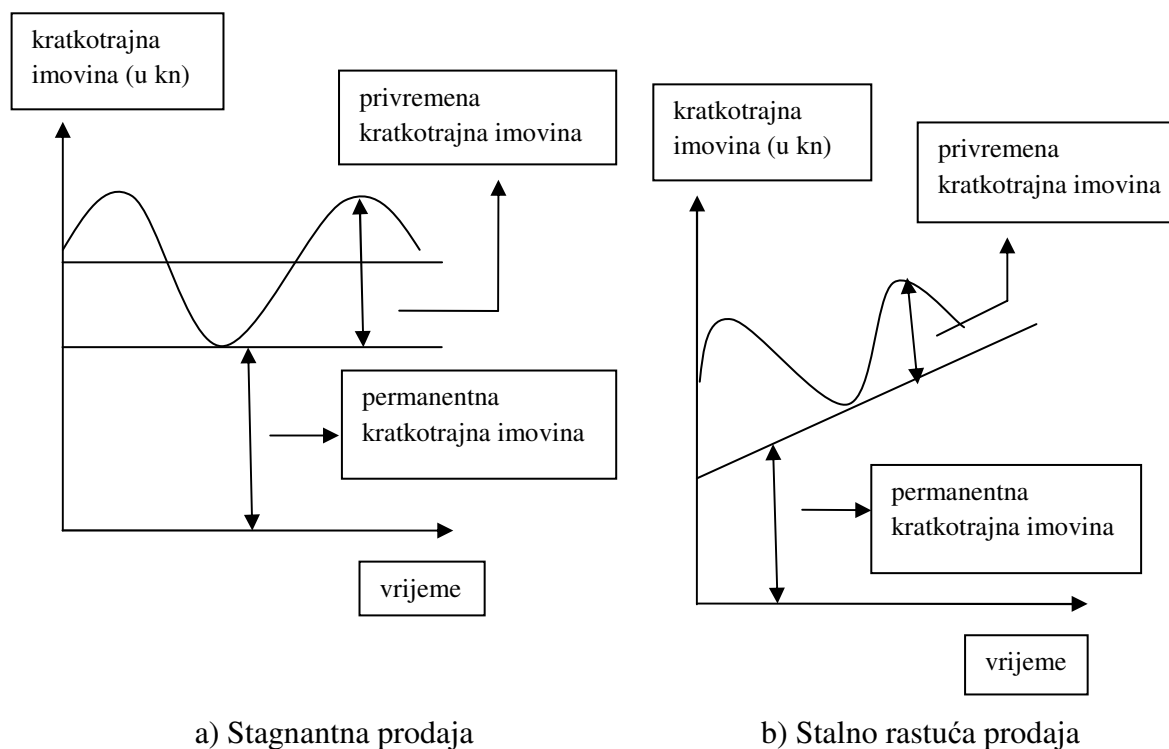 kratkotrajna
imovina (u kn)
privremena
kratkotrajna imovina
permanentna
kratkotrajna imovina
vrijeme
a) Stagnantna prodaja
kratkotrajna
imovina (u kn)
privremena
kratkotrajna imovina
permanentna
kratkotrajna imovina
vrijeme
b) Stalno rastuća prodaja